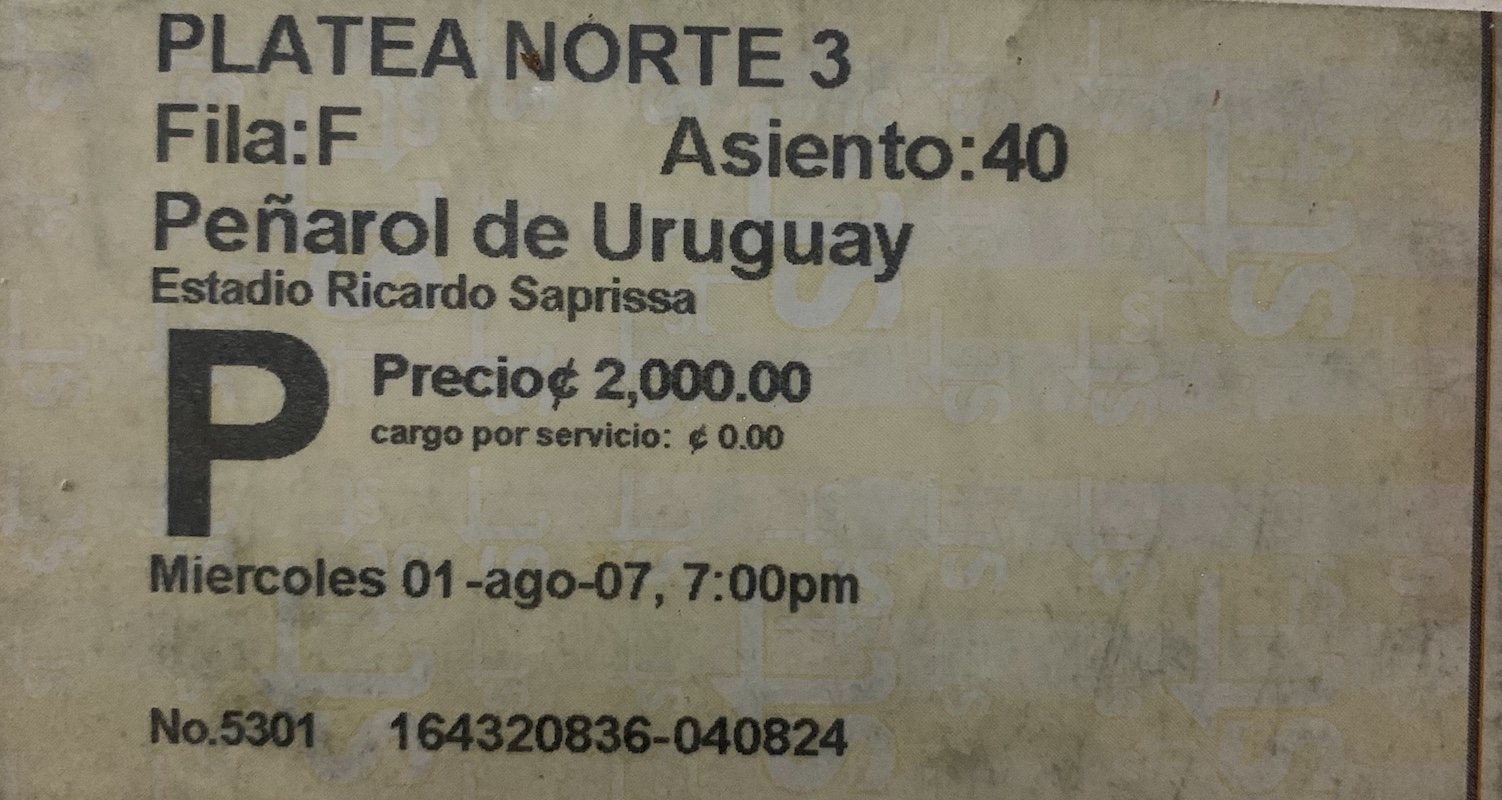 PLATEA NORTE 3
Fila:F Asiento:40
Peñarol de Uruguay
Estadio Ricardo Saprissa
P
Precio¢ 2,000.00
cargo por servicio: ¢ 0.00
Miercoles 01-ago-07, 7:00pm
No.5301 164320836-040824